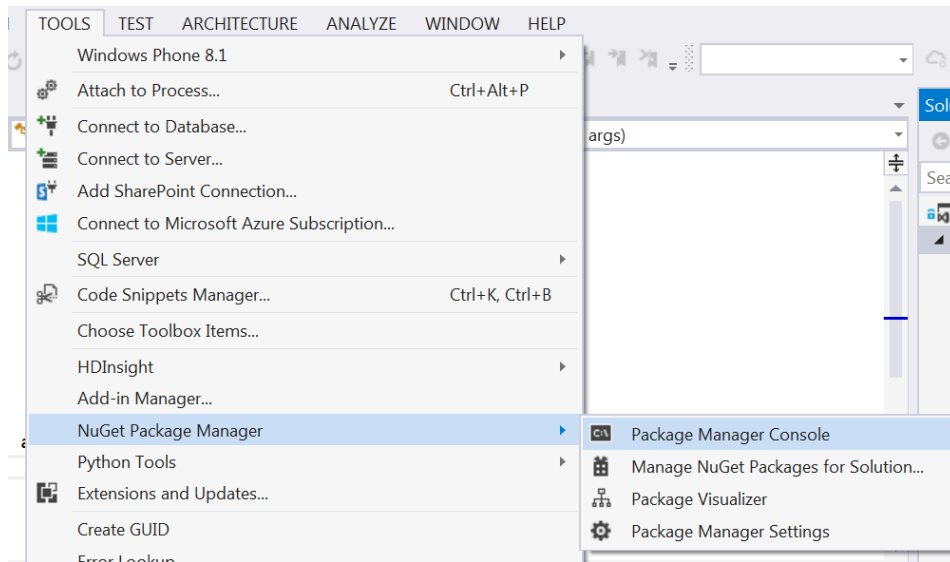 TOOLS TEST ARCHITECTURE ANALYZE WINDOW HELP
Windows Phone 8.1
Attach to Process... Ctrl+Alt+P
Connect to Database...
args)
Connect to Server...
Add SharePoint Connection...
Connect to Microsoft Azure Subscription...
SQL Server
Code Snippets Manager... Ctrl+K, Ctrl+B
Choose Toolbox Items...
HDInsight
Add-in Manager...
NuGet Package Manager
Python Tools
Extensions and Updates...
Create GUID
Error Lookup
Package Manager Console
Manage NuGet Packages for Solution...
Package Visualizer
Package Manager Settings